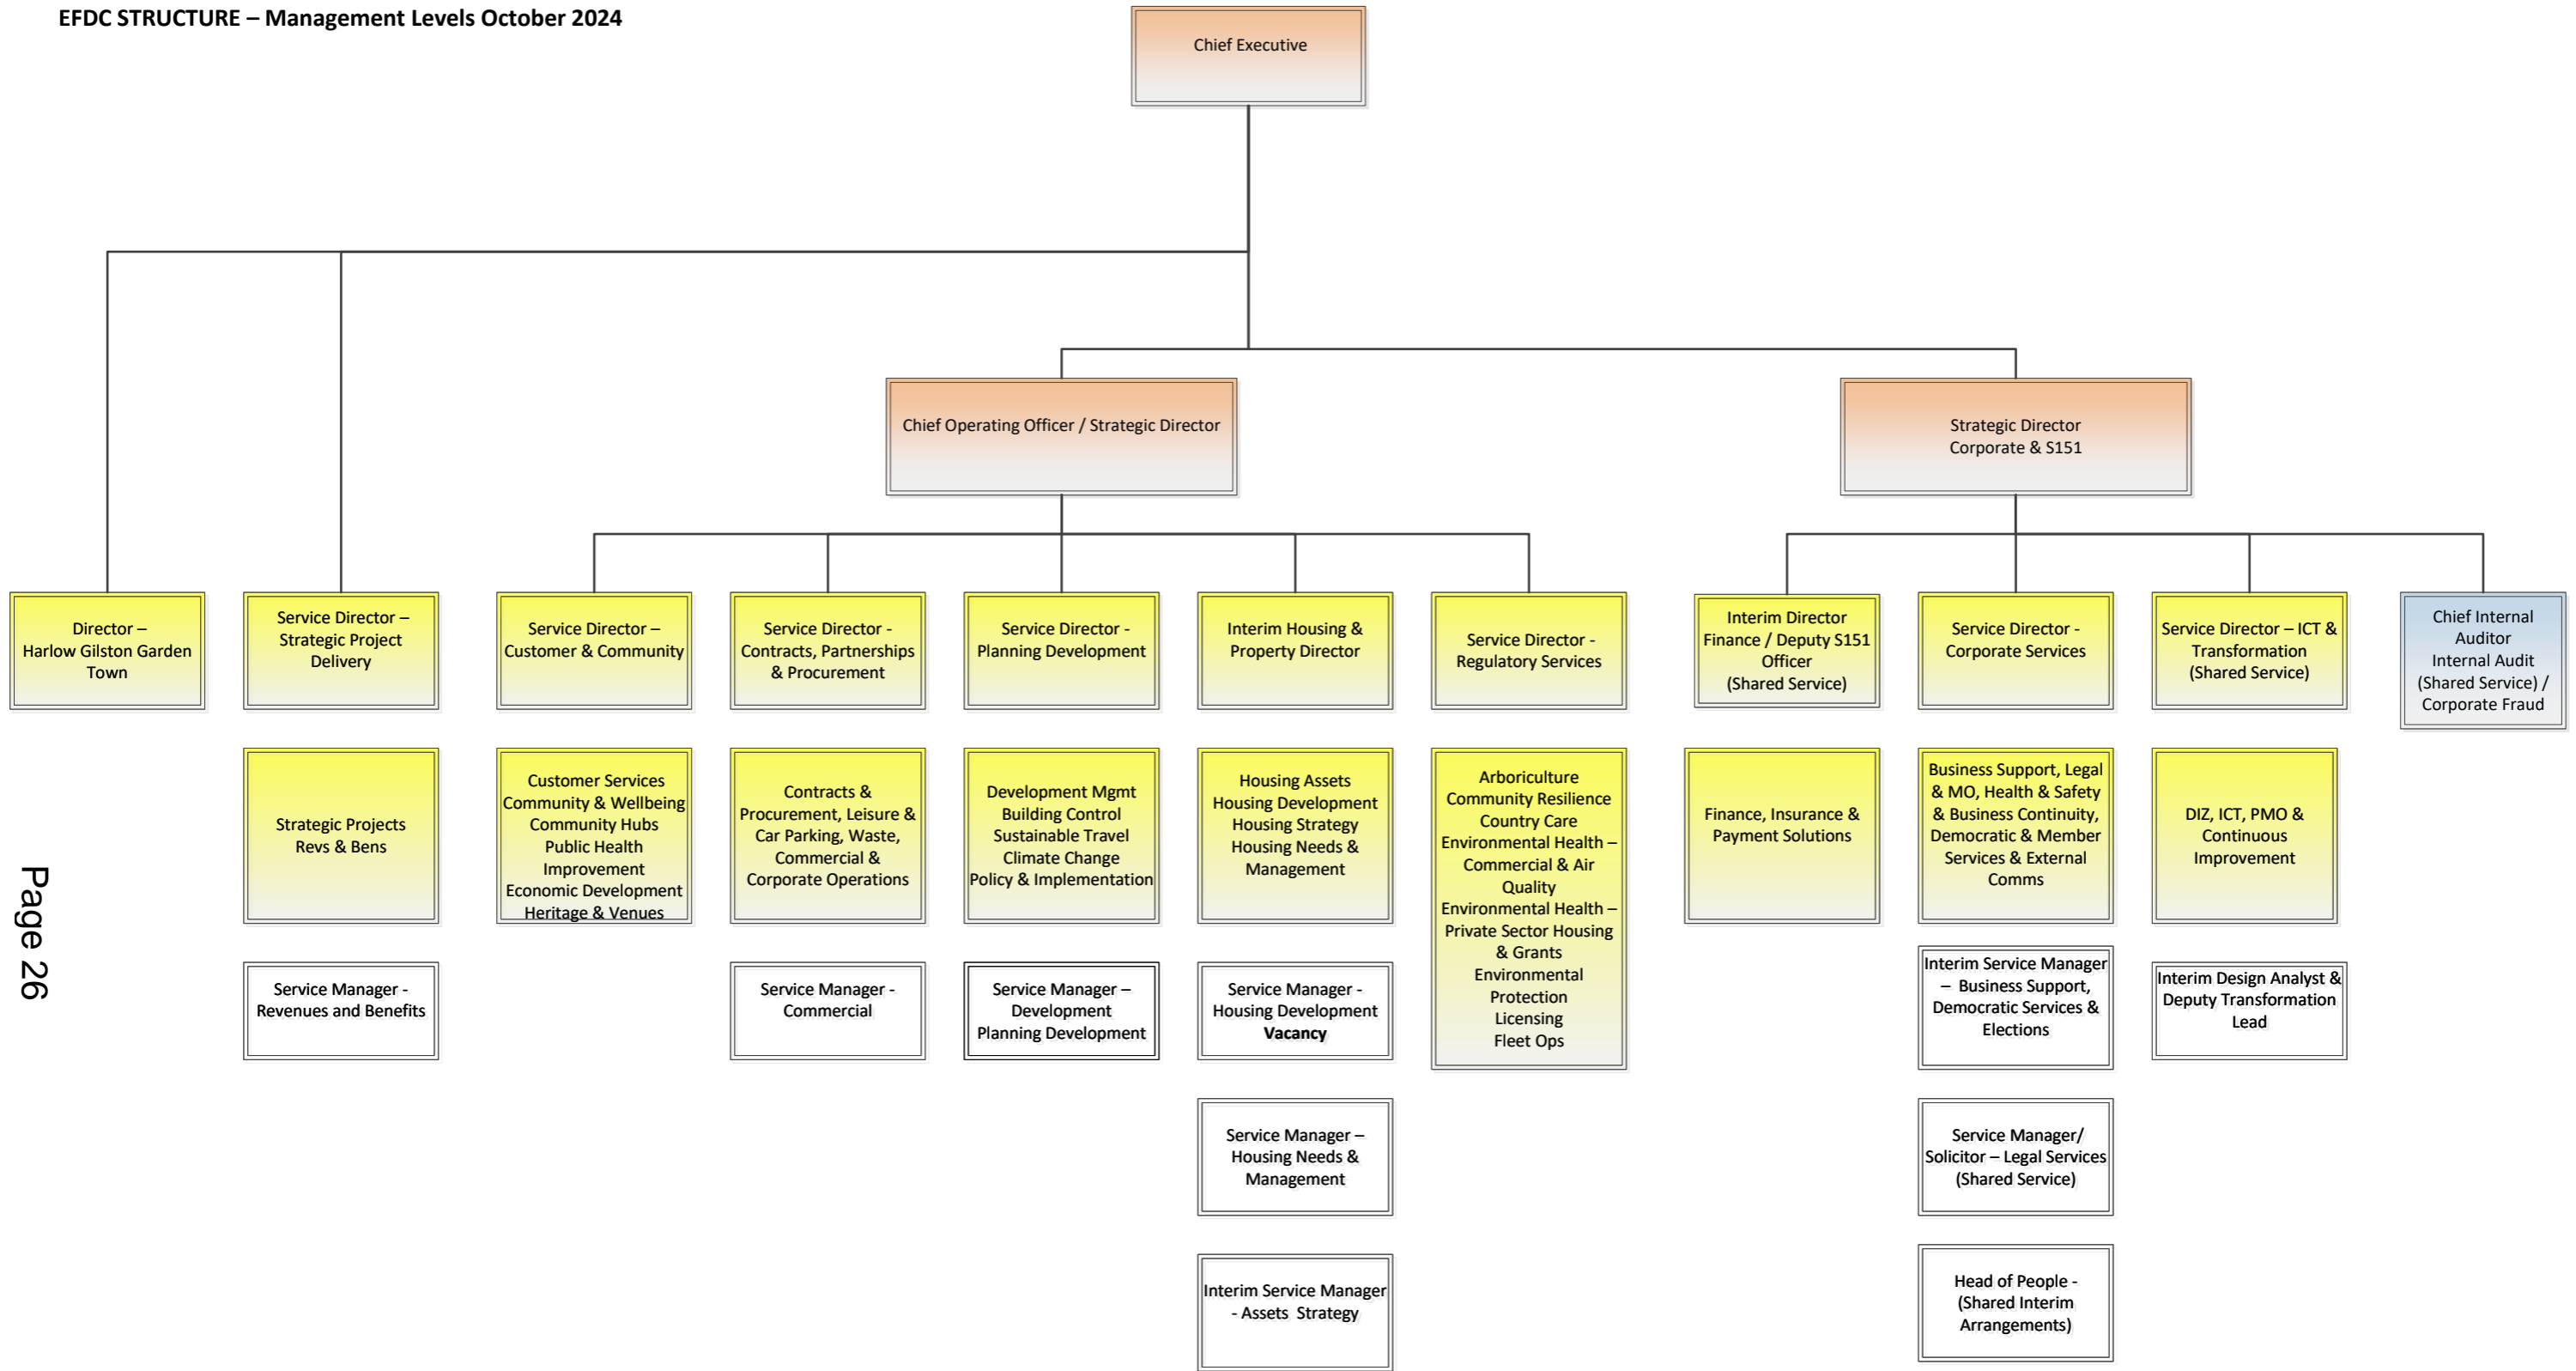 EFDC STRUCTURE – Management Levels October 2024
Chief Executive
Chief Operating Officer / Strategic Director
Strategic Director
Corporate & S151
Director –
Harlow Gilston Garden
Town
Service Director –
Strategic Project
Delivery
Service Director –
Customer & Community
Service Director -
Contracts, Partnerships
& Procurement
Service Director -
Planning Development
Interim Housing &
Property Director
Service Director -
Regulatory Services
Interim Director
Finance / Deputy S151
Officer
(Shared Service)
Service Director -
Corporate Services
Service Director – ICT &
Transformation
(Shared Service)
Chief Internal
Auditor
Internal Audit
(Shared Service) /
Corporate Fraud
Strategic Projects
Revs & Bens
Customer Services
Community & Wellbeing
Community Hubs
Public Health
Improvement
Economic Development
Heritage & Venues
Contracts &
Procurement, Leisure &
Car Parking, Waste,
Commercial &
Corporate Operations
Development Mgmt
Building Control
Sustainable Travel
Climate Change
Policy & Implementation
Housing Assets
Housing Development
Housing Strategy
Housing Needs &
Management
Arboriculture
Community Resilience
Country Care
Environmental Health –
Commercial & Air
Quality
Environmental Health –
Private Sector Housing
& Grants
Environmental
Protection
Licensing
Fleet Ops
Finance, Insurance &
Payment Solutions
Business Support, Legal
& MO, Health & Safety
& Business Continuity,
Democratic & Member
Services & External
Comms
DIZ, ICT, PMO &
Continuous
Improvement
Service Manager -
Revenues and Benefits
Service Manager -
Commercial
Service Manager –
Development
Planning Development
Service Manager -
Housing Development
Vacancy
Interim Service Manager
– Business Support,
Democratic Services &
Elections
Interim Design Analyst &
Deputy Transformation
Lead
Service Manager –
Housing Needs &
Management
Service Manager/
Solicitor – Legal Services
(Shared Service)
Interim Service Manager
- Assets Strategy
Head of People -
(Shared Interim
Arrangements)
Page 26